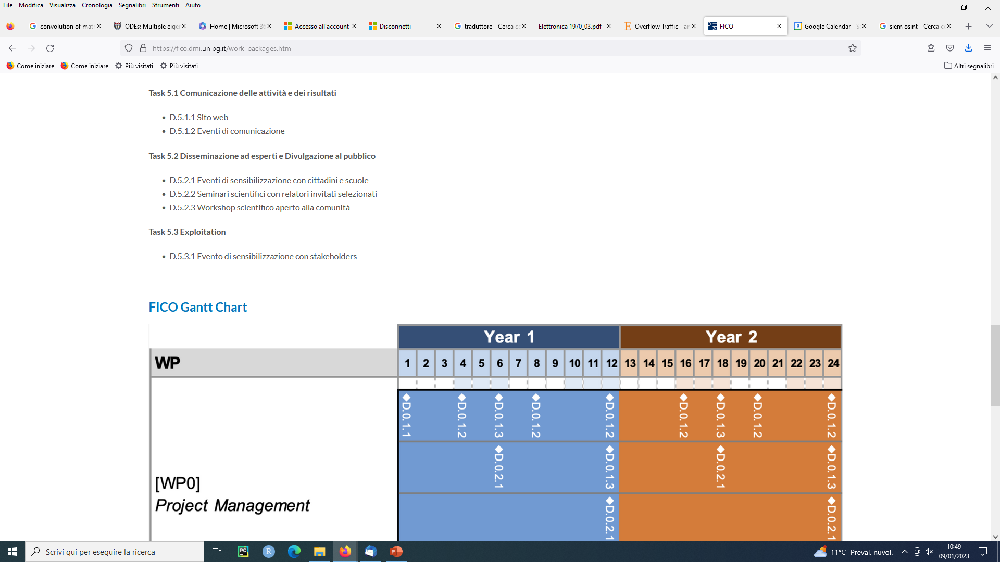 File Modifica Visualizza Cronologia Segnalibri Strumenti Aiuto
convolution of mat
ODEs: Multiple eige
Home | Microsoft 36
Accesso all'account
Disconnetti
traduttore - Cerca c
Elettronica 1970_03.pdf
Overflow Traffic - a
FICO
Google Calendar - S
siem osint - Cerca c
https://fico.dmi.unipg.it/work_packages.html
Come iniziare Come iniziare Più visitati Più visitati Altri segnalibri
Task 5.1 Comunicazione delle attività e dei risultati
D.5.1.1 Sito web
D.5.1.2 Eventi di comunicazione
Task 5.2 Disseminazione ad esperti e Divulgazione al pubblico
D.5.2.1 Eventi di sensibilizzazione con cittadini e scuole
D.5.2.2 Seminari scientifici con relatori invitati selezionati
D.5.2.3 Workshop scientifico aperto alla comunità
Task 5.3 Exploitation
D.5.3.1 Evento di sensibilizzazione con stakeholders
FICO Gantt Chart
Year 1 Year 2
WP 1 2 3 4 5 6 7 8 9 10 11 12 13 14 15 16 17 18 19 20 21 22 23 24
◆D.0.1.1 ◆D.0.1.2 ◆D.0.1.3 ◆D.0.1.2 ◆D.0.1.2 ◆D.0.1.2 ◆D.0.1.3 ◆D.0.1.2 ◆D.0.1.2
◆D.0.2.1 ◆D.0.1.3 ◆D.0.2.1 ◆D.0.1.3
[WP0]
Project Management
◆D.0.2.1 ◆D.0.2.1
Scrivi qui per eseguire la ricerca
11°C Preval. nuvol.
10:49
09/01/2023